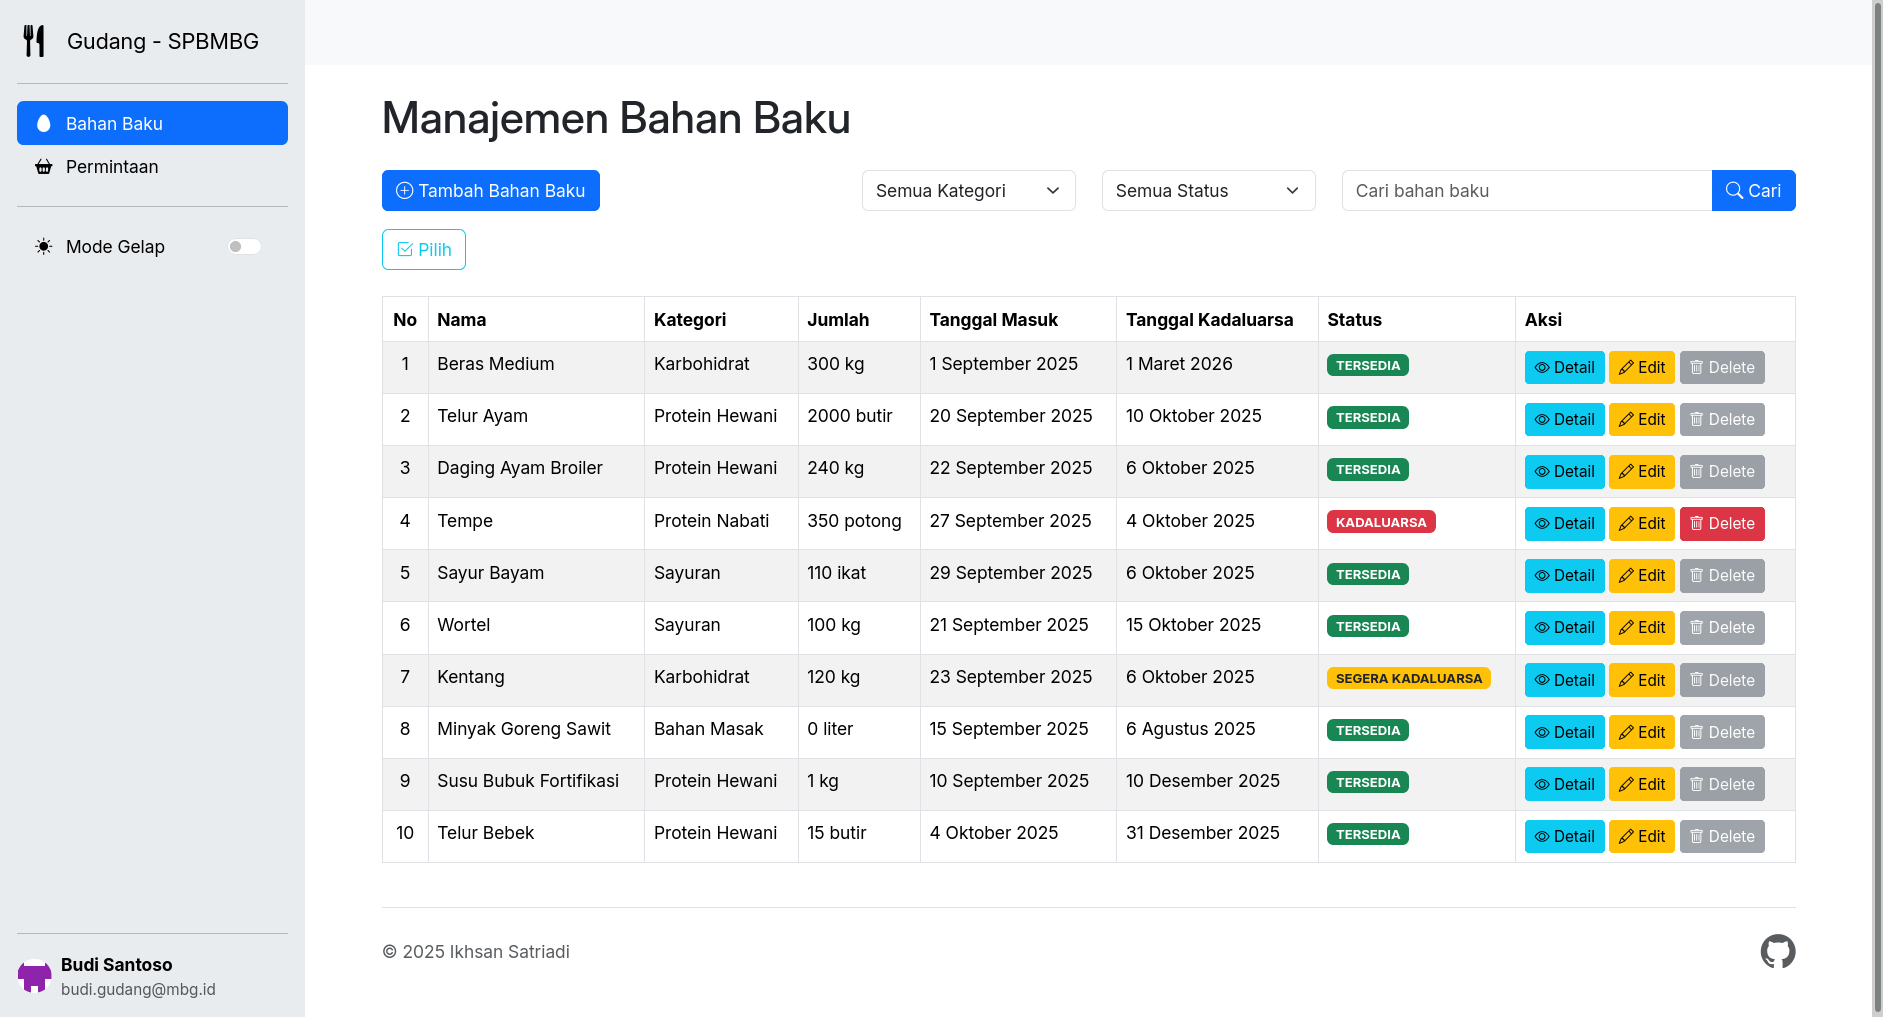 Gudang - SPBMBG
Bahan Baku
Permintaan
Mode Gelap
Budi Santoso
budi.gudang@mbg.id
Manajemen Bahan Baku
Tambah Bahan Baku Semua Kategori Semua Status Cari bahan baku Cari
Pilih
No Nama Kategori Jumlah Tanggal Masuk Tanggal Kadaluarsa Status Aksi
1 Beras Medium Karbohidrat 300 kg 1 September 2025 1 Maret 2026 TERSEDIA Detail Edit Delete
2 Telur Ayam Protein Hewani 2000 butir 20 September 2025 10 Oktober 2025 TERSEDIA Detail Edit Delete
3 Daging Ayam Broiler Protein Hewani 240 kg 22 September 2025 6 Oktober 2025 TERSEDIA Detail Edit Delete
4 Tempe Protein Nabati 350 potong 27 September 2025 4 Oktober 2025 KADALUARSA Detail Edit Delete
5 Sayur Bayam Sayuran 110 ikat 29 September 2025 6 Oktober 2025 TERSEDIA Detail Edit Delete
6 Wortel Sayuran 100 kg 21 September 2025 15 Oktober 2025 TERSEDIA Detail Edit Delete
7 Kentang Karbohidrat 120 kg 23 September 2025 6 Oktober 2025 SEGERA KADALUARSA Detail Edit Delete
8 Minyak Goreng Sawit Bahan Masak 0 liter 15 September 2025 6 Agustus 2025 TERSEDIA Detail Edit Delete
9 Susu Bubuk Fortifikasi Protein Hewani 1 kg 10 September 2025 10 Desember 2025 TERSEDIA Detail Edit Delete
10 Telur Bebek Protein Hewani 15 butir 4 Oktober 2025 31 Desember 2025 TERSEDIA Detail Edit Delete
© 2025 Ikhsan Satriadi